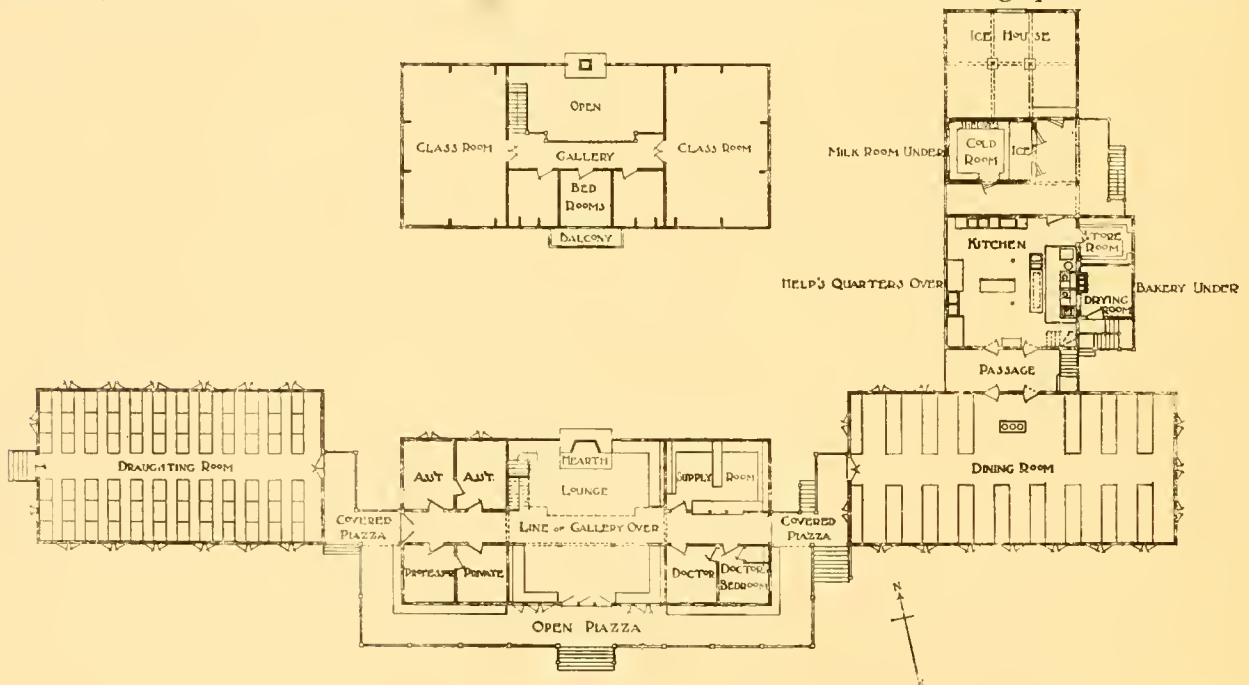 ICE HOUSE
OPEN
CLASS ROOM
CLASS ROOM
GALLERY
BED
ROOMS
BALCONY
MILK ROOM UNDER
COLD
ROOM
ICE
KITCHEN
STORE
ROOM
HELP'S QUARTERS OVER
DRYING
ROOM
BAKERY UNDER
PASSAGE
DRAUGHTING ROOM
DINING ROOM
ASS'T.
ASS'T.
HEARTH
LOUNGE
SUPPLY ROOM
COVERED
PIAZZA
LINE OF GALLERY OVER
COVERED
PIAZZA
PROFESSOR
PRIVATE
DOCTOR
DOCTOR
BEDROOM
OPEN PIAZZA
N